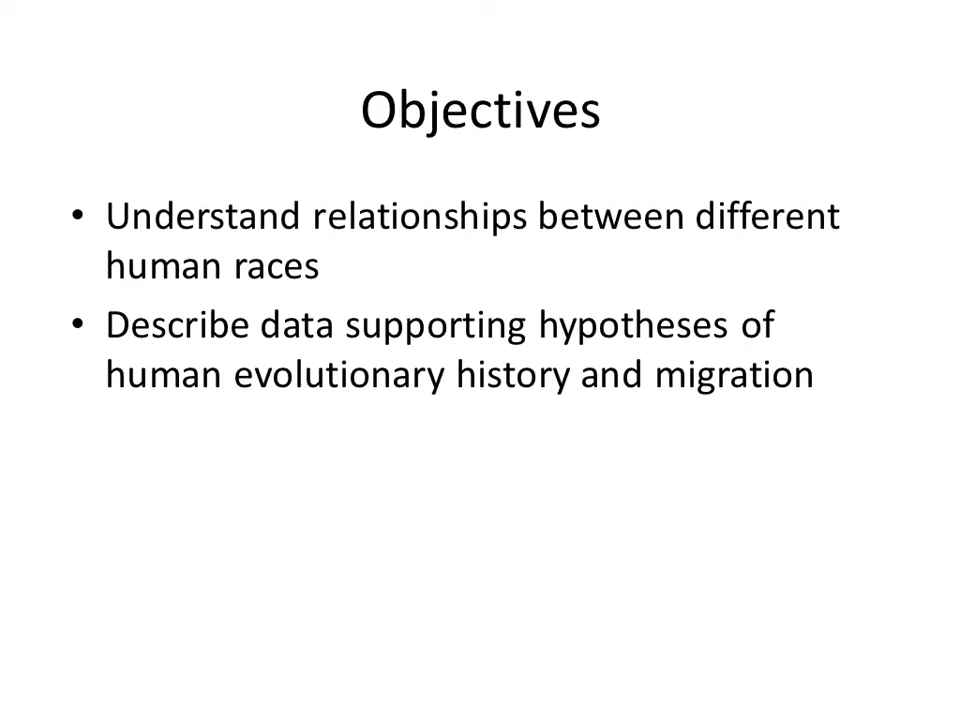 Objectives
• Understand relationships between different
human races
• Describe data supporting hypotheses of
human evolutionary history and migration